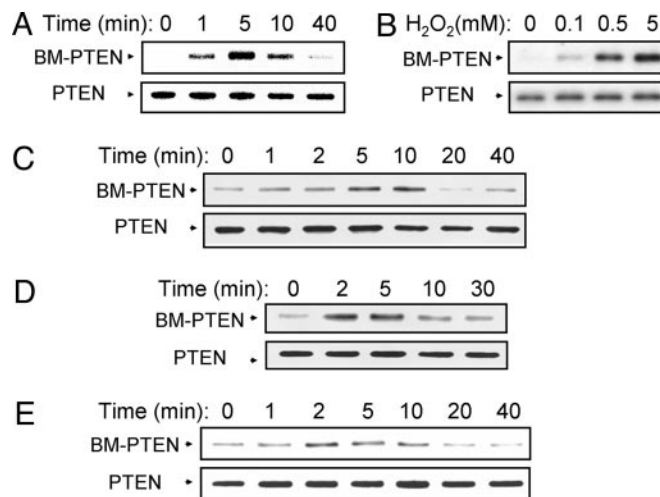 A Time (min): 0 1 5 10 40
BM-PTEN
PTEN
B H₂O₂(mM) 0 0.1 0.5 5
BM-PTEN
PTEN
C Time (min): 0 1 2 5 10 20 40
BM-PTEN
PTEN
D Time (min): 0 2 5 10 30
BM-PTEN
PTEN
E Time (min): 0 1 2 5 10 20 40
BM-PTEN
PTEN